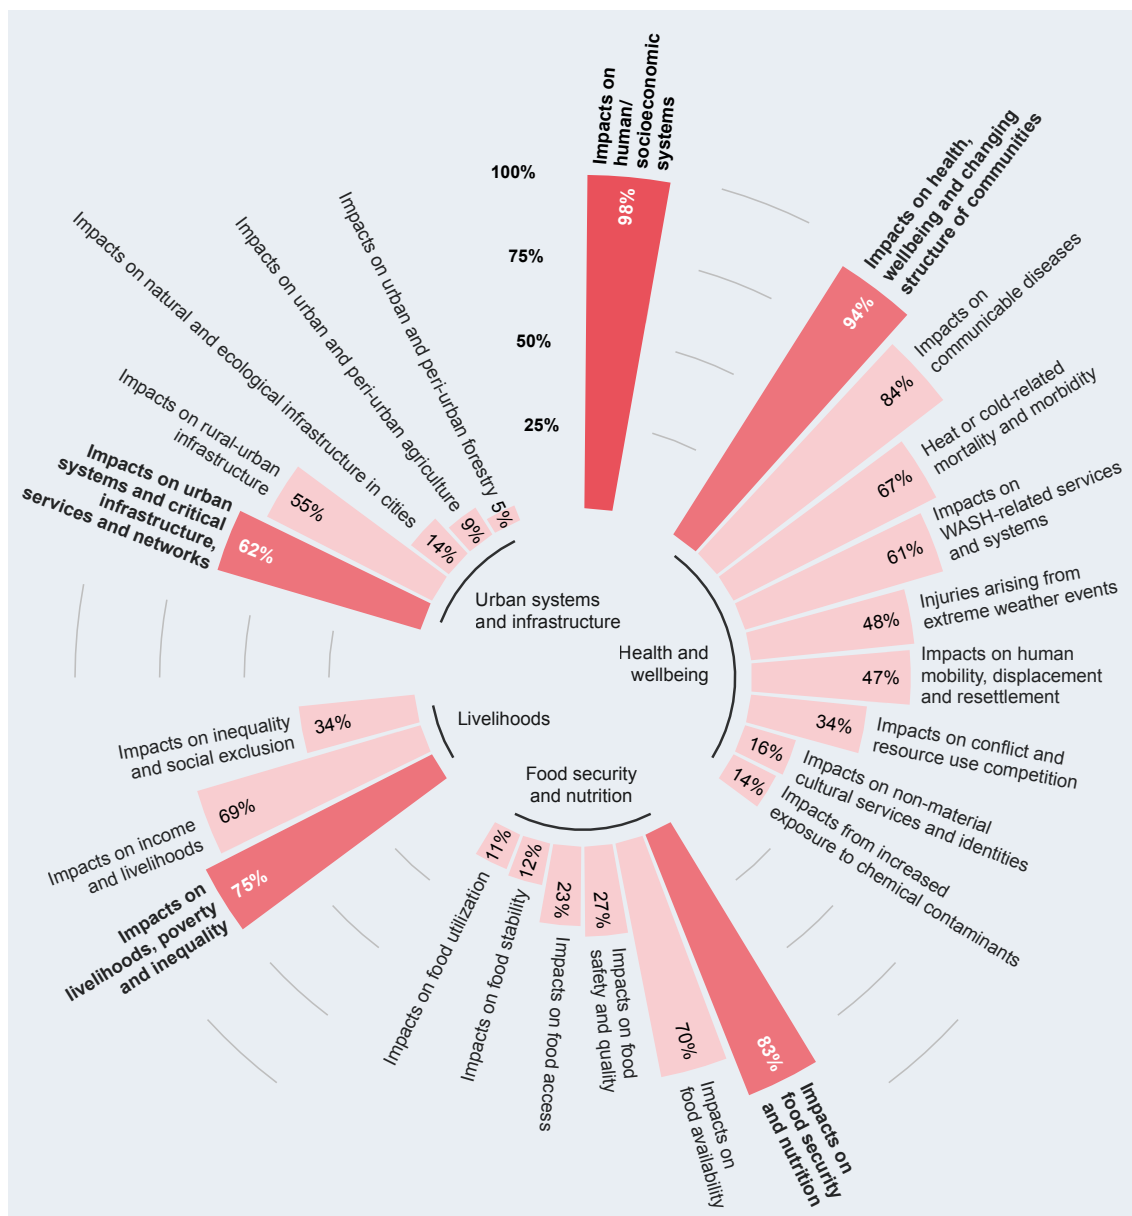 100%
75%
50%
25%
Impacts on
human/
socioeconomic
systems
98%
Impacts on health,
wellbeing and changing
structure of communities
94%
Impacts on
communicable diseases
84%
Heat or cold-related
mortality and morbidity
67%
Impacts on
WASH-related services
and systems
61%
Injuries arising from
extreme weather events
48%
Impacts on human
mobility, displacement
and resettlement
47%
Impacts on conflict and
resource use competition
34%
Impacts on non-material
cultural services and identities
16%
Impacts from increased
exposure to chemical contaminants
14%
Health and
wellbeing
Impacts on
food security
and nutrition
83%
Impacts on
food availability
70%
Impacts on food
safety and quality
27%
Impacts on food access
23%
Impacts on food stability
12%
Impacts on food utilization
11%
Food security
and nutrition
Impacts on
livelihoods, poverty
and inequality
75%
Impacts on income
and livelihoods
69%
Impacts on inequality
and social exclusion
34%
Livelihoods
Impacts on urban
systems and critical
infrastructure,
services and networks
62%
Impacts on rural-urban
infrastructure
55%
Impacts on natural and ecological infrastructure in cities
14%
Impacts on urban and peri-urban agriculture
9%
Impacts on urban and peri-urban forestry
5%
Urban systems
and infrastructure